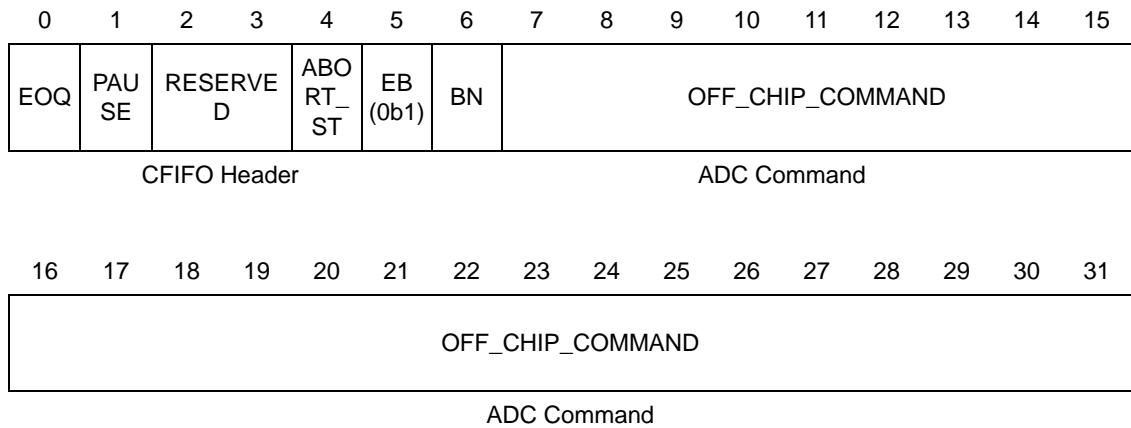 0 1 2 3 4 5 6 7 8 9 10 11 12 13 14 15
EOQ PAU SE RESERVE D ABO RT_ ST EB (0b1) BN OFF_CHIP_COMMAND
CFIFO Header ADC Command
16 17 18 19 20 21 22 23 24 25 26 27 28 29 30 31
OFF_CHIP_COMMAND
ADC Command